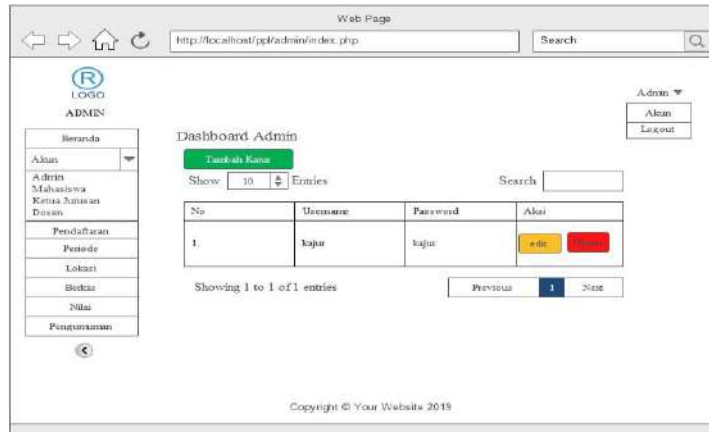 Web Page
http://localhost/ppl/admin/index.php
Search
R
LOGO
ADMIN
Admin
Akun
Logout
Beranda
Akun
Admin
Mahasiswa
Ketua Jurusan
Dosen
Pendaftaran
Periode
Lokasi
Berkas
Nilai
Pengumuman
Dashboard Admin
Tambah Kajur
Show 10 Entries
Search
No Username Password Aksi
1. kajur kajur edit Hapus
Showing 1 to 1 of 1 entries
Previous 1 Next
Copyright © Your Website 2019